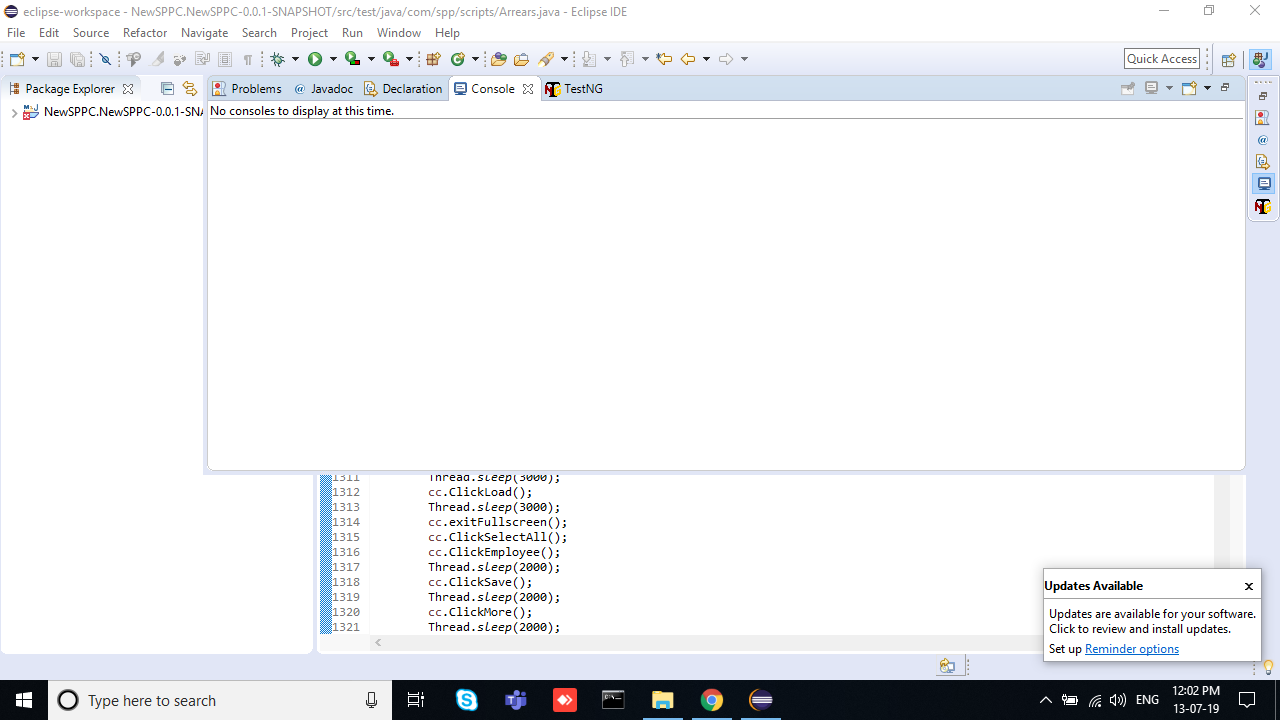 eclipse-workspace - NewSPPC.NewSPPC-0.0.1-SNAPSHOT/src/test/java/com/spp/scripts/Arrears.java - Eclipse IDE
File Edit Source Refactor Navigate Search Project Run Window Help
Quick Access
Package Explorer
Problems @ Javadoc Declaration Console TestNG
NewSPPC.NewSPPC-0.0.1-SNA
No consoles to display at this time.
1311 Thread.sleep(3000);
1312 cc.ClickLoad();
1313 Thread.sleep(3000);
1314 cc.exitFullscreen();
1315 cc.ClickSelectAll();
1316 cc.ClickEmployee();
1317 Thread.sleep(2000);
1318 cc.ClickSave();
1319 Thread.sleep(2000);
1320 cc.ClickMore();
1321 Thread.sleep(2000);
Updates Available
Updates are available for your software.
Click to review and install updates.
Set up Reminder options
Type here to search
ENG
12:02 PM
13-07-19